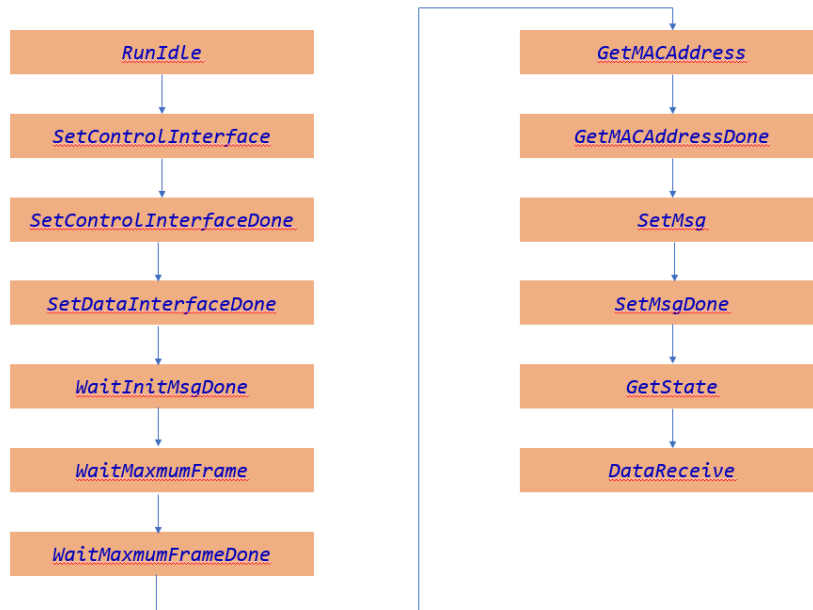 RunIdle
SetControlInterface
SetControlInterfaceDone
SetDataInterfaceDone
WaitInitMsgDone
WaitMaxmumFrame
WaitMaxmumFrameDone
GetMACAddress
GetMACAddressDone
SetMsg
SetMsgDone
GetState
DataReceive